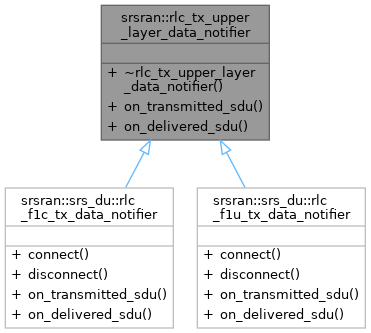 srsran::rlc_tx_upper
_layer_data_notifier
+ ~rlc_tx_upper_layer
_data_notifier()
+ on_transmitted_sdu()
+ on_delivered_sdu()
srsran::srs_du::rlc
_f1c_tx_data_notifier
+ connect()
+ disconnect()
+ on_transmitted_sdu()
+ on_delivered_sdu()
srsran::srs_du::rlc
_f1u_tx_data_notifier
+ connect()
+ disconnect()
+ on_transmitted_sdu()
+ on_delivered_sdu()